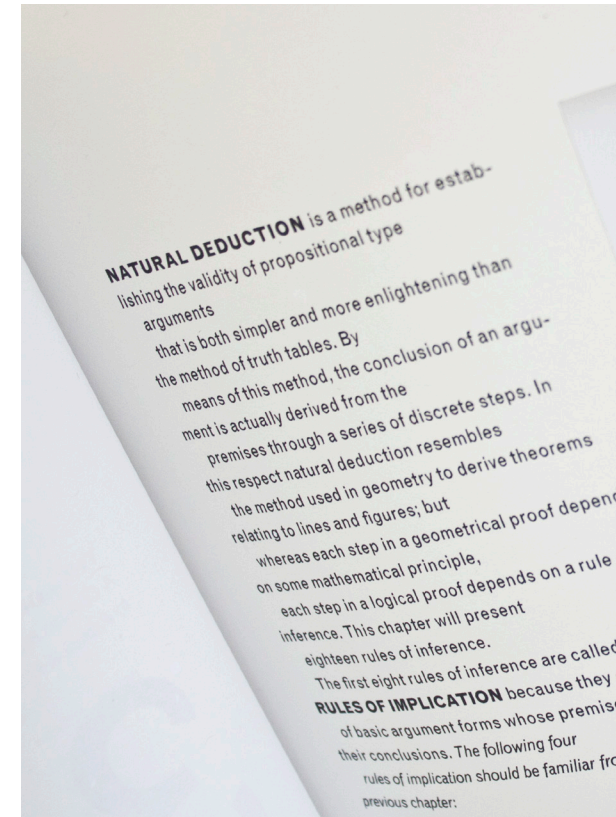 NATURAL DEDUCTION is a method for estab-
lishing the validity of propositional type
arguments
that is both simpler and more enlightening than
the method of truth tables. By
means of this method, the conclusion of an argu-
ment is actually derived from the
premises through a series of discrete steps. In
this respect natural deduction resembles
the method used in geometry to derive theorems
relating to lines and figures; but
whereas each step in a geometrical proof depen
on some mathematical principle,
each step in a logical proof depends on a rule
inference. This chapter will present
eighteen rules of inference.
The first eight rules of inference are called
RULES OF IMPLICATION because they
of basic argument forms whose premis
their conclusions. The following four
rules of implication should be familiar fro
previous chapter: